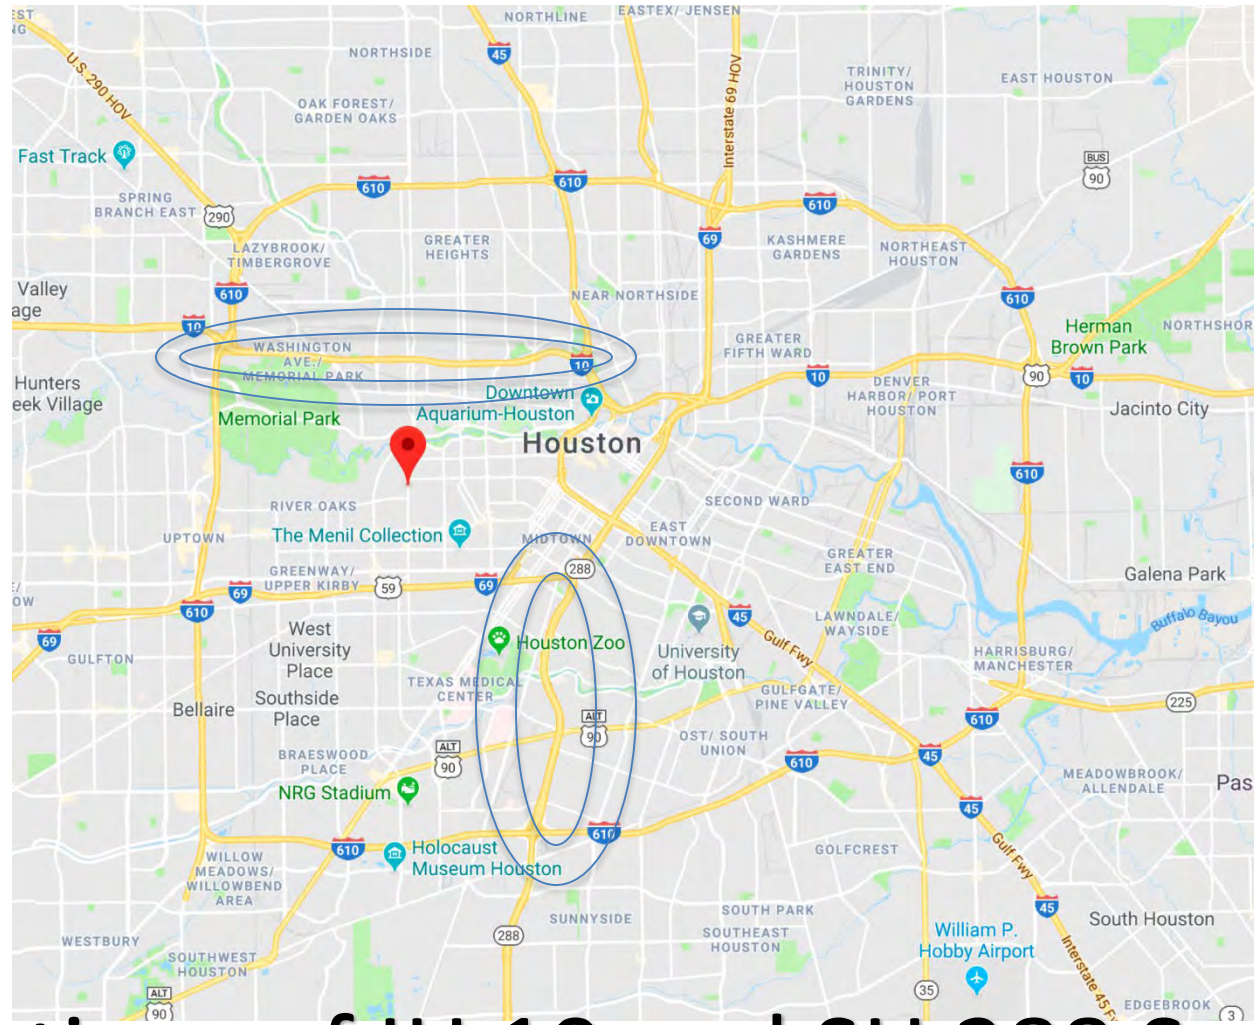 EASTEX/ JENSEN
NORTHLINE
45
NORTHSIDE
U.S. 290 HOV
Interstate 69 HOV
TRINITY/
HOUSTON
GARDENS
EAST HOUSTON
OAK FOREST/
GARDEN OAKS
Fast Track
BUS
90
SPRING
BRANCH EAST
290
610
610
610
69
LAZYBROOK/
TIMBERGROVE
GREATER
HEIGHTS
KASHMERE
GARDENS
NORTHEAST
HOUSTON
Valley
610
NEAR NORTHSIDE
610
10
Herman
Brown Park
NORTHSHOR
WASHINGTON
AVE./
MEMORIAL PARK
GREATER
FIFTH WARD
10
10
90
10
Hunters
eek Village
Downtown
Aquarium-Houston
DENVER
HARBOR/ PORT
HOUSTON
Jacinto City
Memorial Park
Houston
610
RIVER OAKS
SECOND WARD
The Menil Collection
UPTOWN
MIDTOWN
EAST
DOWNTOWN
GREATER
EAST END
GREENWAY/
UPPER KIRBY
288
Galena Park
69
59
69
610
45
LAWNDALE/
WAYSIDE
Buffalo Bayou
69
GULFTON
West
University
Place
Houston Zoo
University
of Houston
Gulf Fwy
HARRISBURG/
MANCHESTER
TEXAS MEDICAL
CENTER
GULFGATE/
PINE VALLEY
225
Bellaire
Southside
Place
610
ALT
90
OST/ SOUTH
UNION
BRAESWOOD
PLACE
ALT
90
610
45
MEADOWBROOK/
ALLENDALE
Pas
NRG Stadium
45
610
610
Holocaust
Museum Houston
GOLFCREST
Gulf Fwy
WILLOW
MEADOWS/
WILLOWBEND
AREA
45
SUNNYSIDE
SOUTH PARK
South Houston
288
SOUTHEAST
HOUSTON
William P.
Hobby Airport
WESTBURY
SOUTHWEST
HOUSTON
Interstate 45
35
ALT
90
EDGEBROOK
3